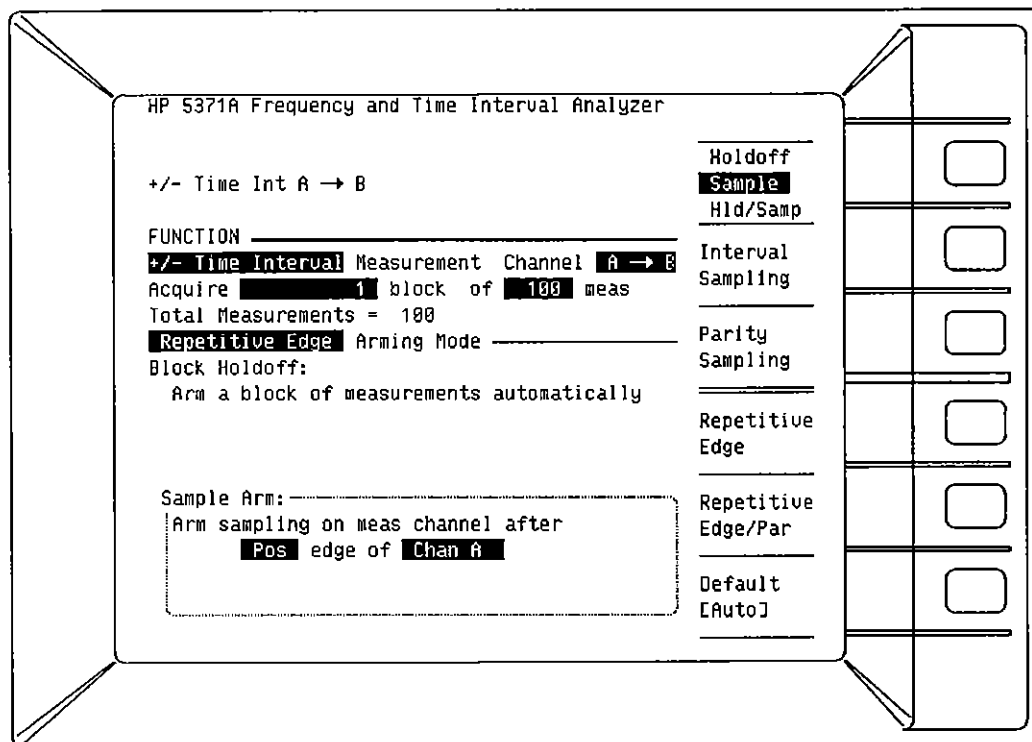 HP 5371A Frequency and Time Interval Analyzer
+/- Time Int A → B
FUNCTION
+/- Time Interval Measurement Channel A → B
Acquire 1 block of 100 meas
Total Measurements = 100
Repetitive Edge Arming Mode
Block Holdoff:
Arm a block of measurements automatically
Sample Arm:
Arm sampling on meas channel after
Pos edge of Chan A
Holdoff
Sample
Hld/Samp
Interval
Sampling
Parity
Sampling
Repetitive
Edge
Repetitive
Edge/Par
Default
[Auto]